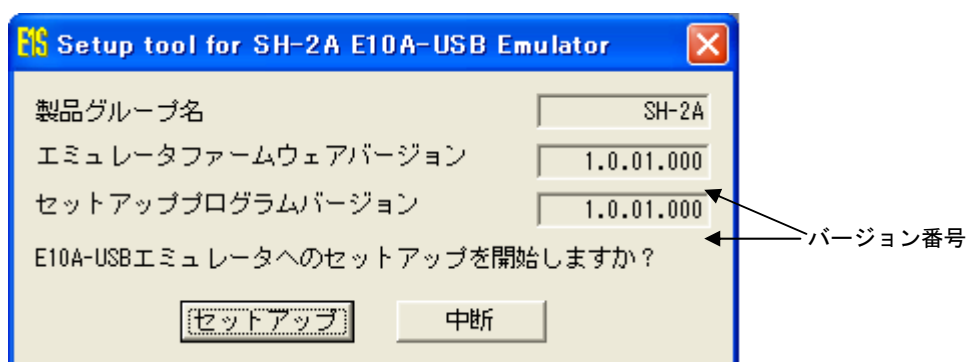 E1S Setup tool for SH-2A E10A-USB Emulator
製品グループ名 SH-2A
エミュレータファームウェアバージョン 1.0.01.000
セットアッププログラムバージョン 1.0.01.000
バージョン番号
E10A-USBエミュレータへのセットアップを開始しますか？
セットアップ 中断